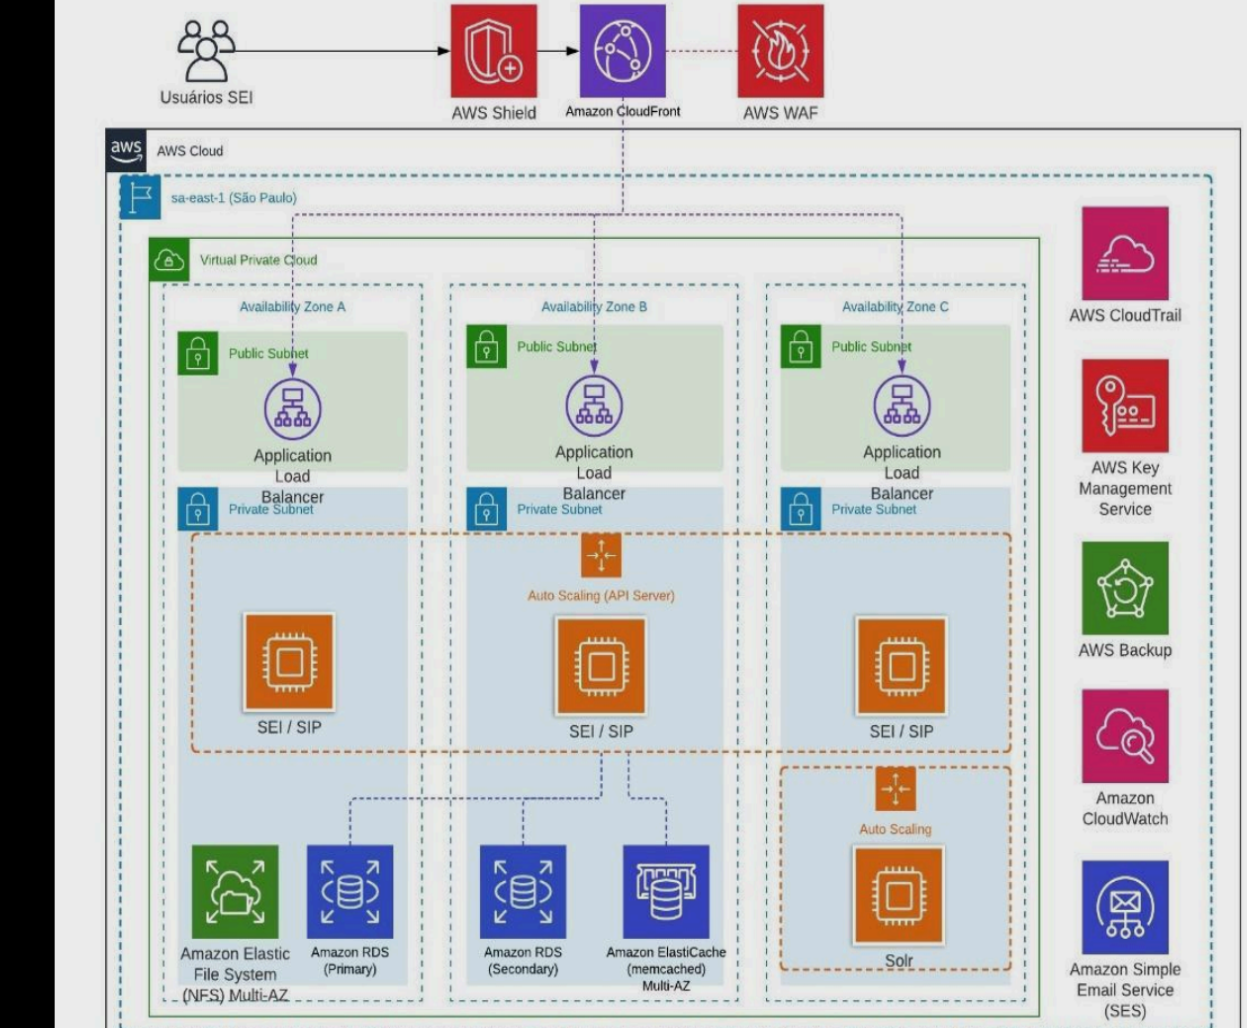 Usuários SEI
AWS Shield
Amazon CloudFront
AWS WAF
aws
AWS Cloud
sa-east-1 (São Paulo)
Virtual Private Cloud
Availability Zone A
Availability Zone B
Availability Zone C
Public Subnet
Public Subnet
Public Subnet
Application
Load
Balancer
Application
Load
Balancer
Application
Load
Balancer
Private Subnet
Private Subnet
Private Subnet
Auto Scaling (API Server)
SEI / SIP
SEI / SIP
SEI / SIP
Auto Scaling
Solr
Amazon Elastic
File System
(NFS) Multi-AZ
Amazon RDS
(Primary)
Amazon RDS
(Secondary)
Amazon ElastiCache
(memcached)
Multi-AZ
AWS CloudTrail
AWS Key
Management
Service
AWS Backup
Amazon
CloudWatch
Amazon Simple
Email Service
(SES)